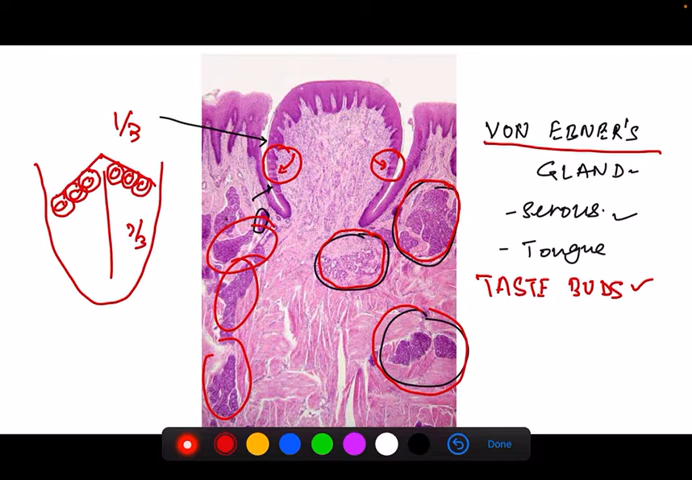 1/3
2/3
VON EBNER'S
GLAND
- Serous.
- Tongue
TASTE BUDS
Done